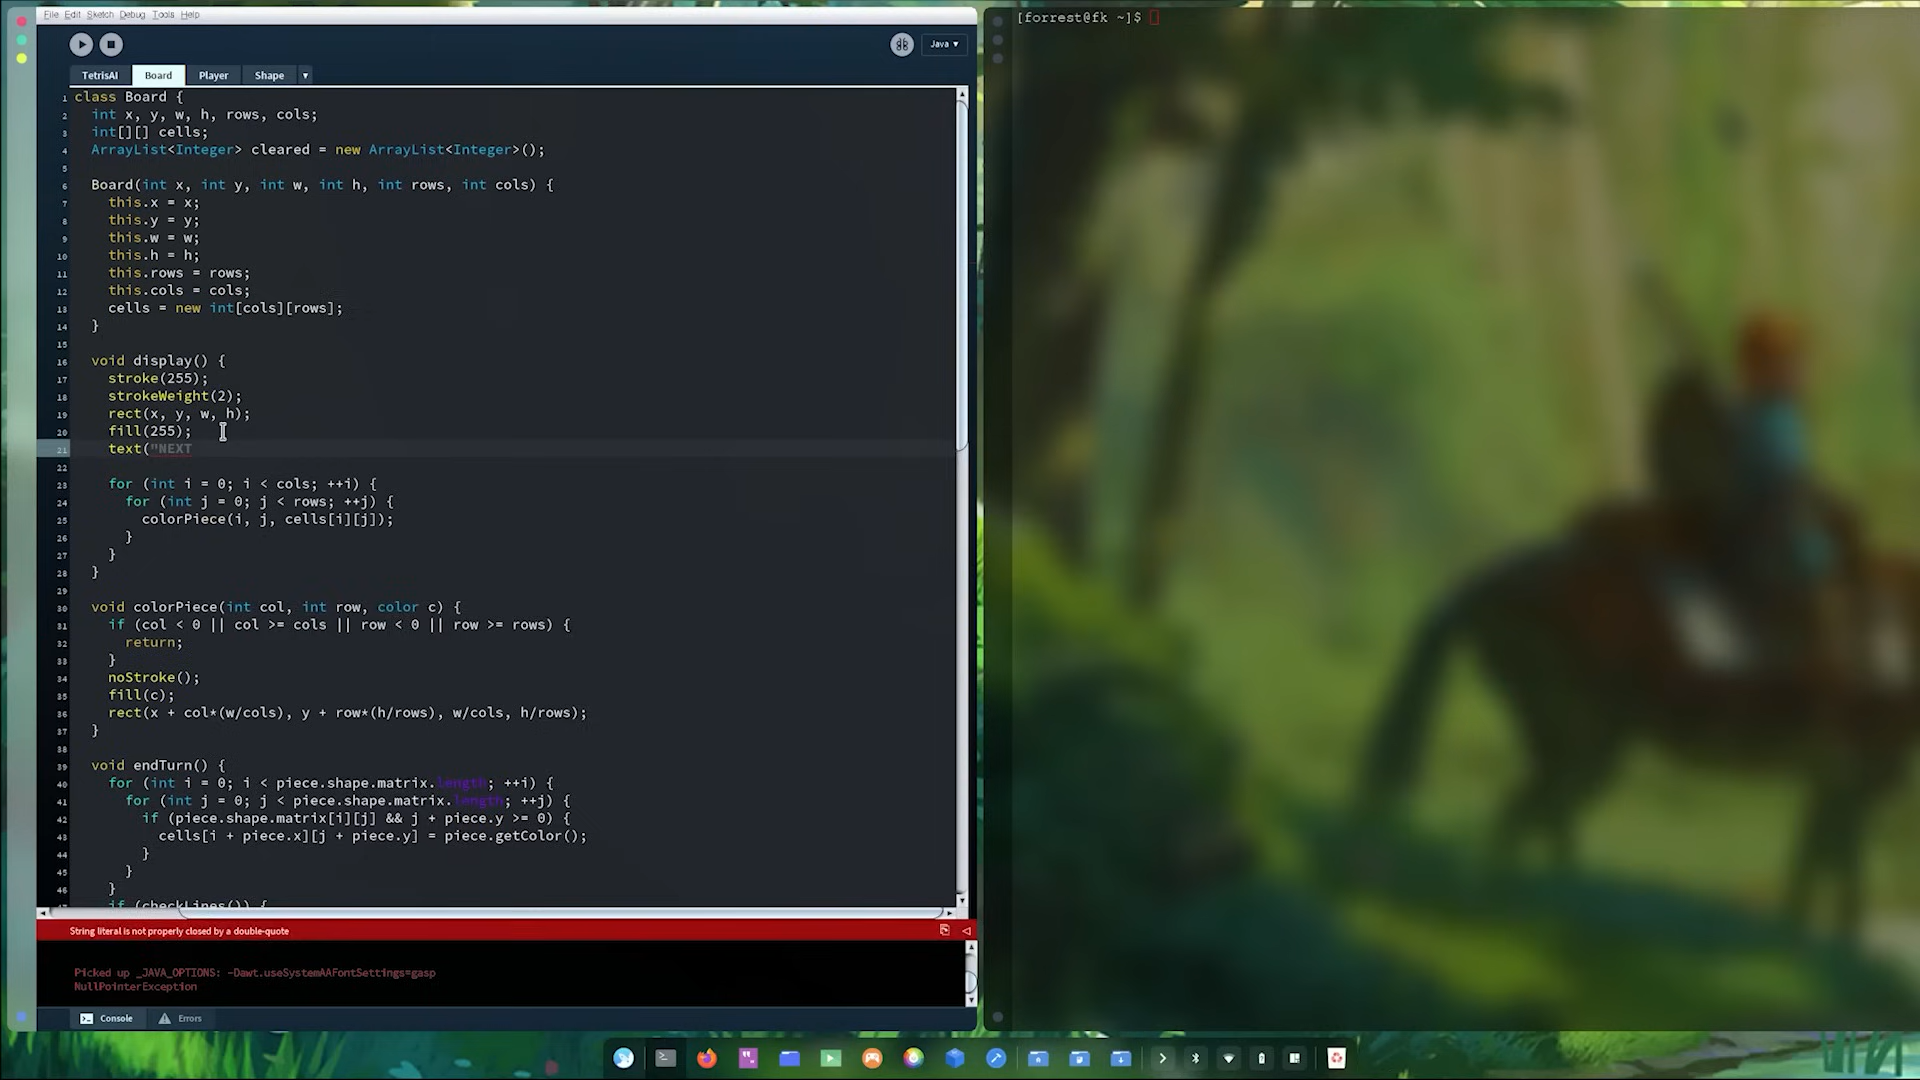 File Edit Sketch Debug Tools Help
Java ▾
TetrisAI Board Player Shape ▾
1 class Board {
2 int x, y, w, h, rows, cols;
3 int[][] cells;
4 ArrayList<Integer> cleared = new ArrayList<Integer>();
5
6 Board(int x, int y, int w, int h, int rows, int cols) {
7 this.x = x;
8 this.y = y;
9 this.w = w;
10 this.h = h;
11 this.rows = rows;
12 this.cols = cols;
13 cells = new int[cols][rows];
14 }
15
16 void display() {
17 stroke(255);
18 strokeWeight(2);
19 rect(x, y, w, h);
20 fill(255);
21 text("NEXT
22
23 for (int i = 0; i < cols; ++i) {
24 for (int j = 0; j < rows; ++j) {
25 colorPiece(i, j, cells[i][j]);
26 }
27 }
28 }
29
30 void colorPiece(int col, int row, color c) {
31 if (col < 0 || col >= cols || row < 0 || row >= rows) {
32 return;
33 }
34 noStroke();
35 fill(c);
36 rect(x + col*(w/cols), y + row*(h/rows), w/cols, h/rows);
37 }
38
39 void endTurn() {
40 for (int i = 0; i < piece.shape.matrix.length; ++i) {
41 for (int j = 0; j < piece.shape.matrix.length; ++j) {
42 if (piece.shape.matrix[i][j] && j + piece.y >= 0) {
43 cells[i + piece.x][j + piece.y] = piece.getColor();
44 }
45 }
46 }
if (checkLines()) {
String literal is not properly closed by a double-quote
Picked up _JAVA_OPTIONS: -Dawt.useSystemAAFontSettings=gasp
NullPointerException
Console Errors
[forrest@fk ~]$